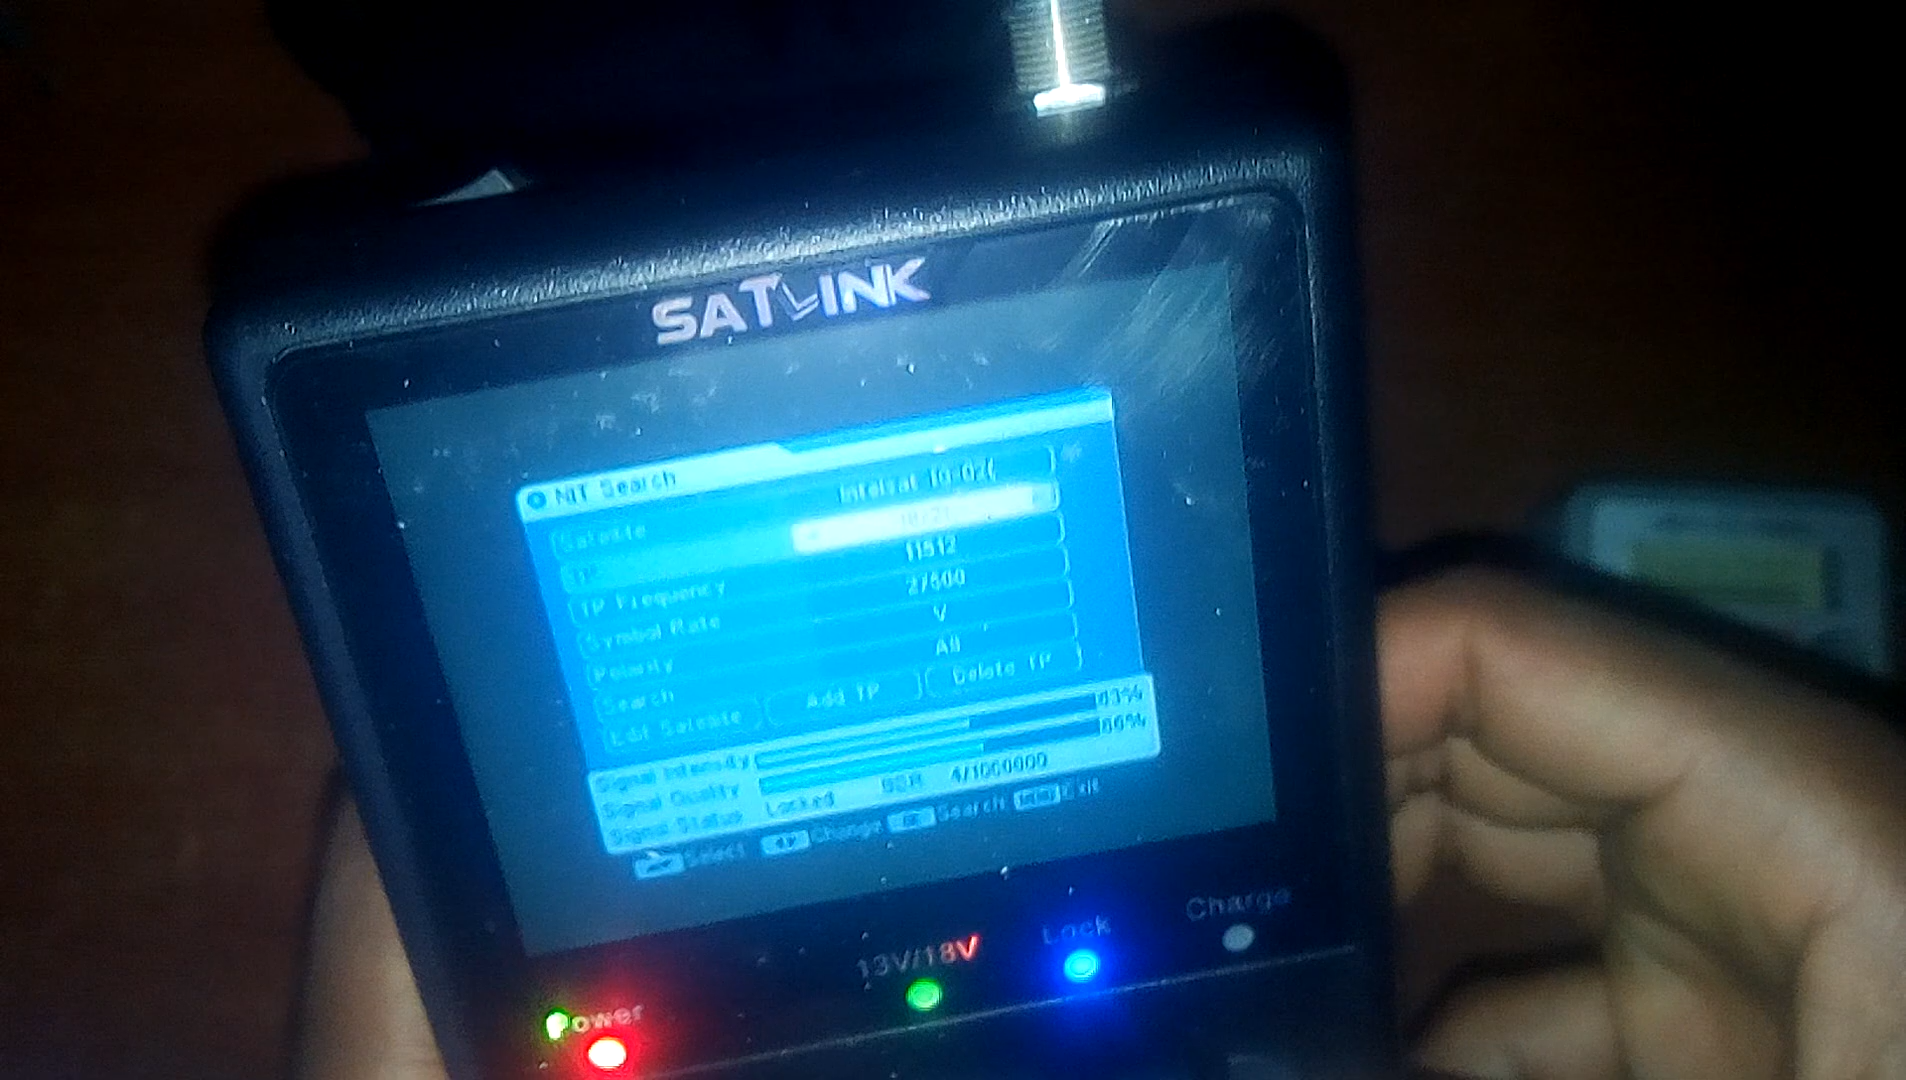 SATLINK
NIT Search
Satellite Intelsat 10-02(
TP
TP Frequency 11512
Symbol Rate 27500
Polarity V
Search All
Edit Satellite Add TP Delete TP
Signal Intensity 63%
Signal Quality 66%
Signal Status Locked BER 4/1000000
Select Change Search Exit
Power 13V/18V Lock Charge